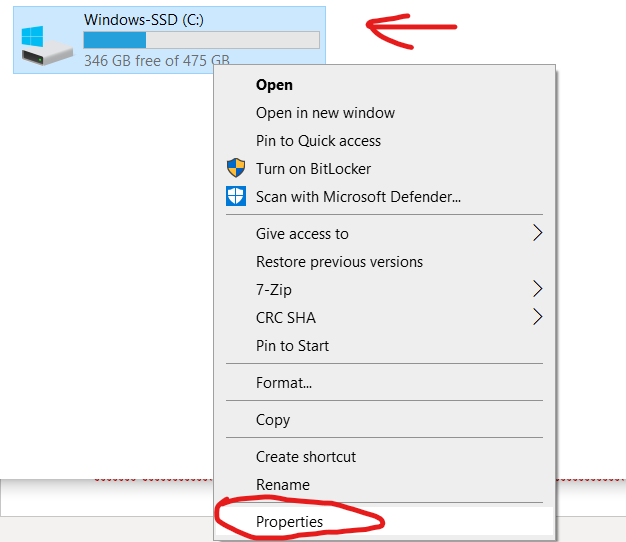 Windows-SSD (C:)
346 GB free of 475 GB
Open
Open in new window
Pin to Quick access
Turn on BitLocker
Scan with Microsoft Defender...
Give access to
Restore previous versions
7-Zip
CRC SHA
Pin to Start
Format...
Copy
Create shortcut
Rename
Properties